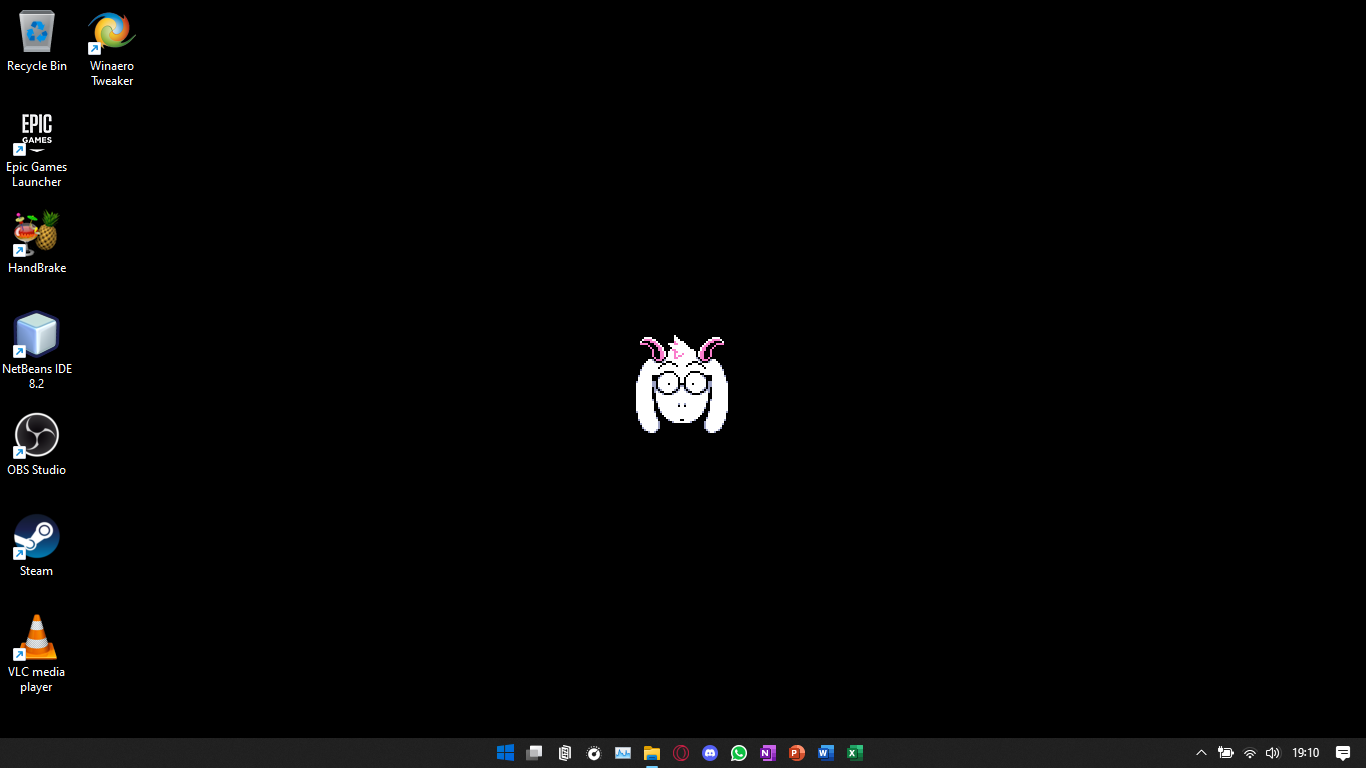 Recycle Bin
Winaero
Tweaker
EPIC
GAMES
Epic Games
Launcher
HandBrake
NetBeans IDE
8.2
OBS Studio
Steam
VLC media
player
N
P
W
X
19:10